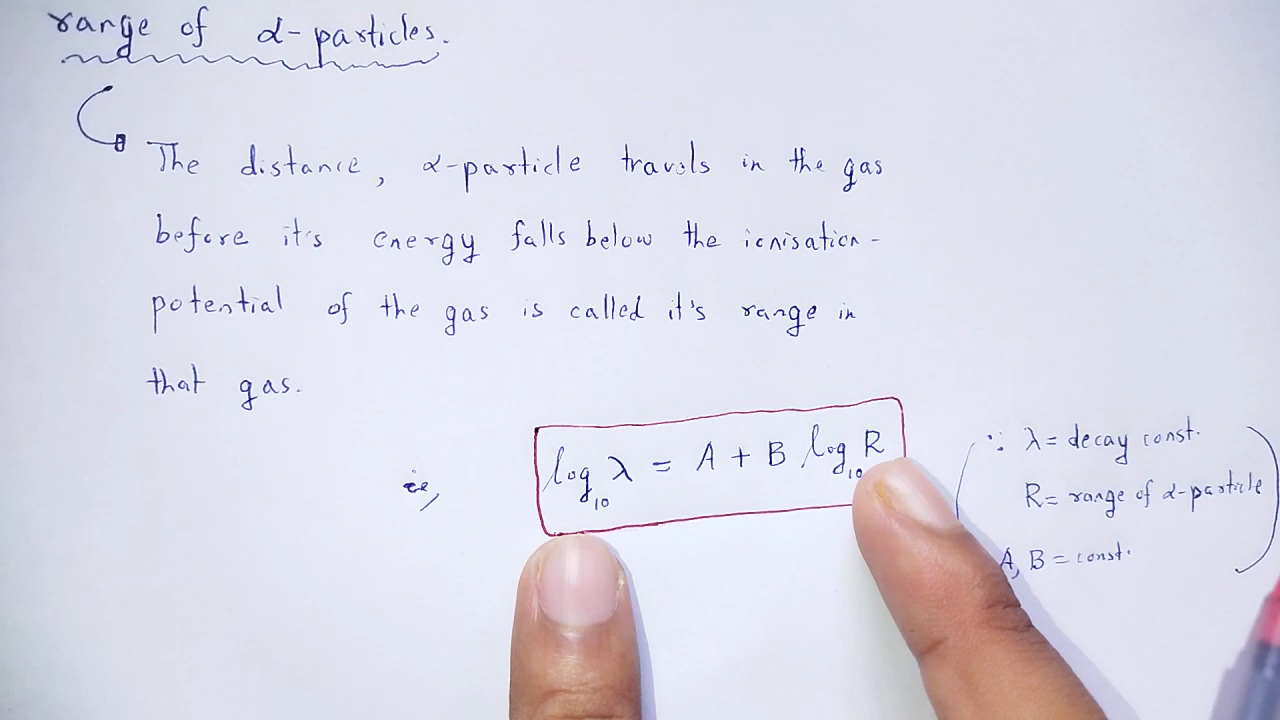 range of α-particles.
The distance, α-particle travels in the gas
before it's energy falls below the ionisation-
potential of the gas is called it's range in
that gas.
ie, log₁₀ λ = A + B log₁₀ R
∵ λ = decay const.
R = range of α-particle
A, B = const.